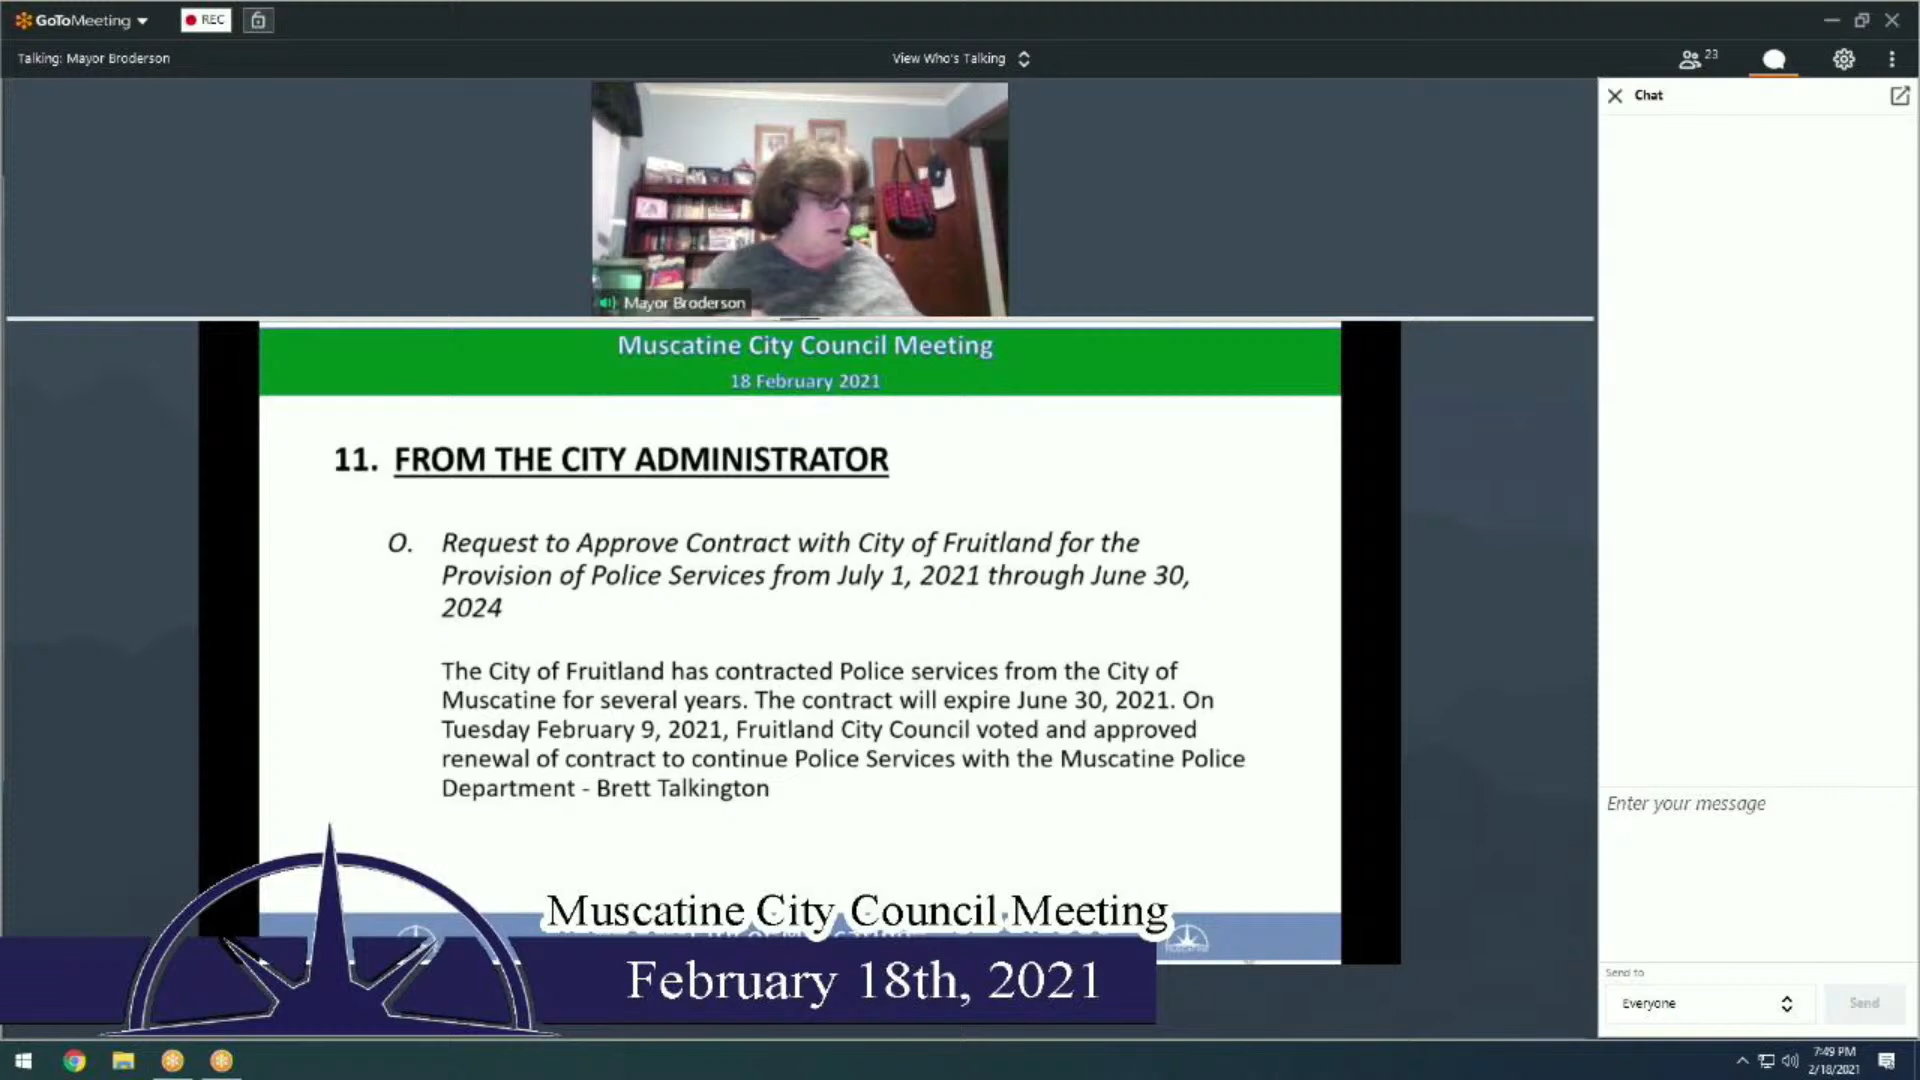 GoToMeeting
REC
Talking: Mayor Broderson
View Who's Talking
23
Chat
Mayor Broderson
Muscatine City Council Meeting
18 February 2021
11. FROM THE CITY ADMINISTRATOR
O. Request to Approve Contract with City of Fruitland for the
Provision of Police Services from July 1, 2021 through June 30,
2024
The City of Fruitland has contracted Police services from the City of
Muscatine for several years. The contract will expire June 30, 2021. On
Tuesday February 9, 2021, Fruitland City Council voted and approved
renewal of contract to continue Police Services with the Muscatine Police
Department - Brett Talkington
Enter your message
Muscatine City Council Meeting
February 18th, 2021
Send to
Everyone
Send
7:49 PM
2/18/2021